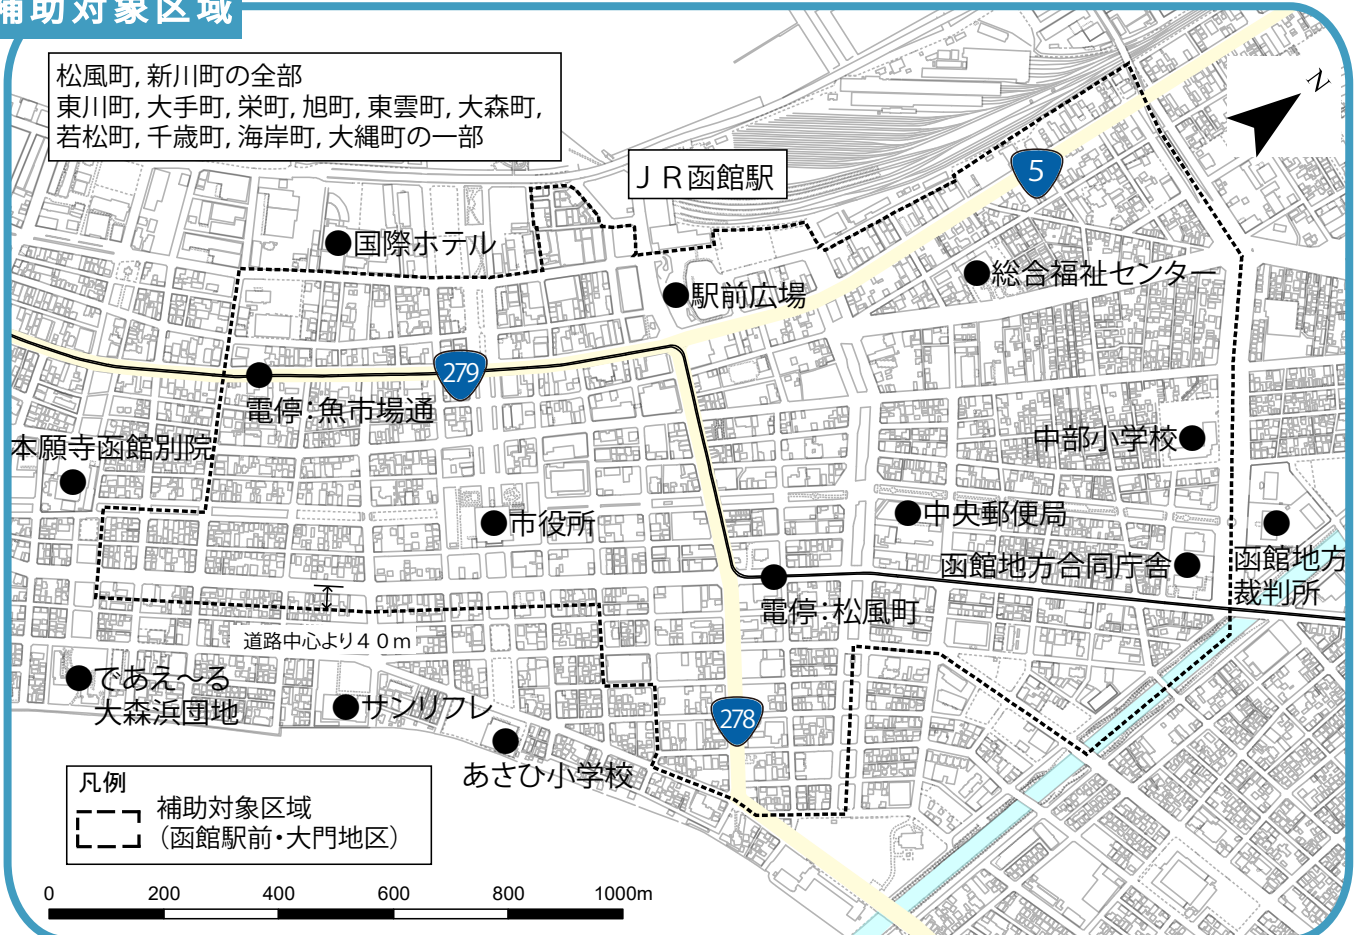 補助対象区域
松風町, 新川町の全部
東川町, 大手町, 栄町, 旭町, 東雲町, 大森町,
若松町, 千歳町, 海岸町, 大縄町の一部
ＪＲ函館駅
N
5
国際ホテル
総合福祉センター
駅前広場
279
電停：魚市場通
本願寺函館別院
中部小学校
市役所
中央郵便局
函館地方合同庁舎
函館地方
裁判所
電停：松風町
道路中心より４０ｍ
であえ～る
大森浜団地
サンリフレ
278
あさひ小学校
凡例
補助対象区域
（函館駅前・大門地区）
0 200 400 600 800 1000m